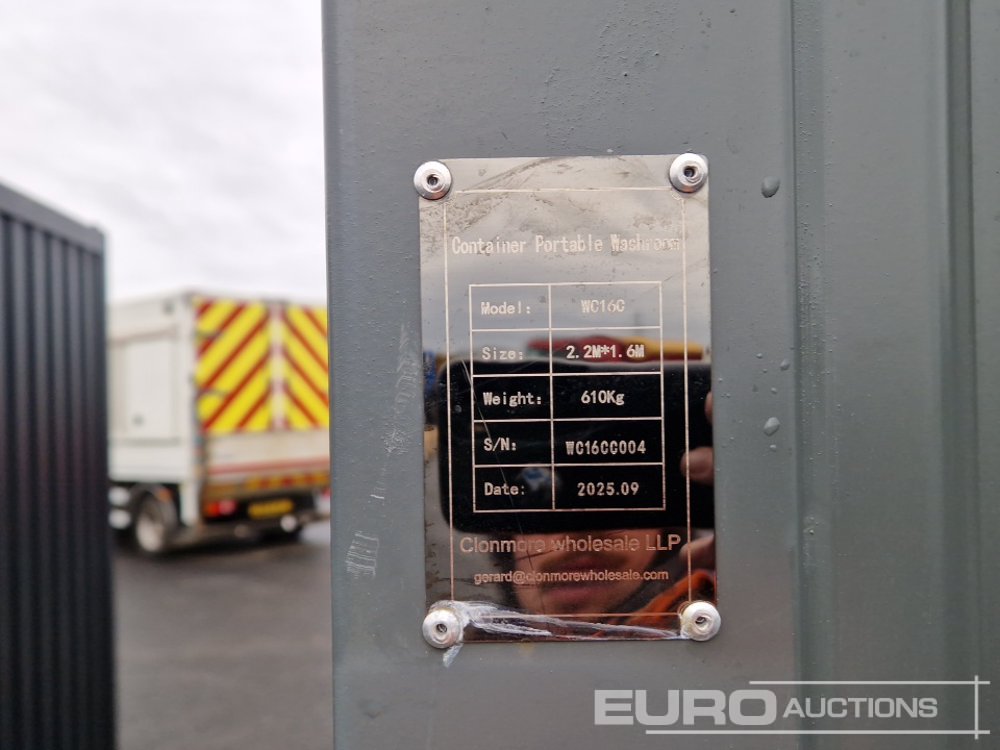 Container Portable Washroom
Model: WC16C
Size: 2.2M*1.6M
Weight: 610Kg
S/N: WC16CC004
Date: 2025.09
Clonmore wholesale LLP
gerard@clonmorewholesale.com
EURO AUCTIONS